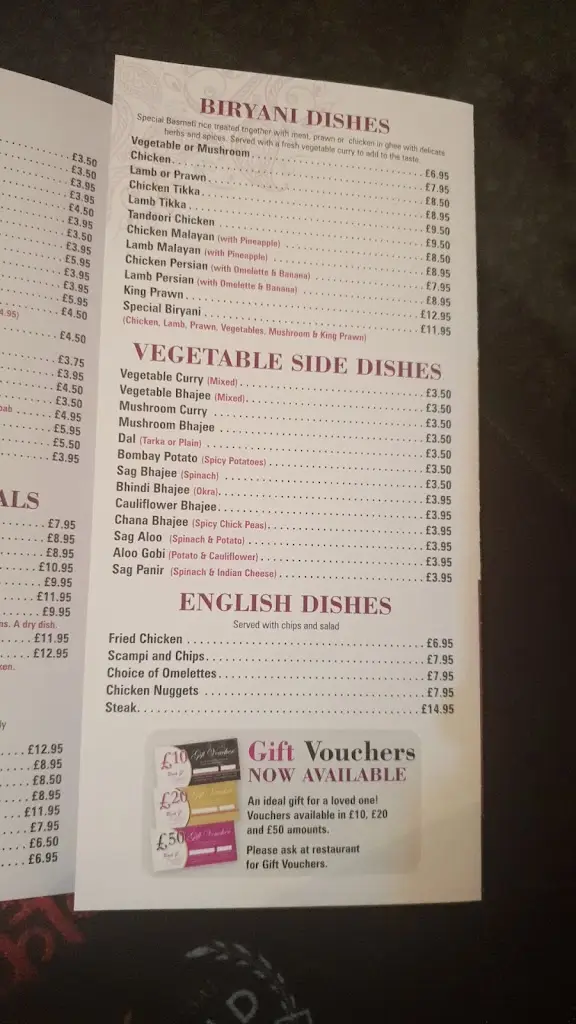 £3.50
£3.50
£3.95
£3.95
£4.50
£3.95
£3.50
£3.95
£5.95
£3.95
£3.95
£5.95
£4.50
4.95)
£4.50
£3.75
£3.95
£4.50
£3.50
£4.95
£5.95
£5.50
£3.95
ALS
£7.95
£8.95
£8.95
£10.95
£9.95
£11.95
£9.95
A dry dish.
£11.95
£12.95
£12.95
£8.95
£8.50
£8.95
£11.95
£7.95
£6.50
£6.95
BIRYANI DISHES
Special Basmati rice treated together with meat, prawn or chicken in ghee with delicate
herbs and spices. Served with a fresh vegetable curry to add to the taste.
Vegetable or Mushroom £6.95
Chicken £7.95
Lamb or Prawn £8.50
Chicken Tikka £8.95
Lamb Tikka £9.50
Tandoori Chicken £9.50
Chicken Malayan (with Pineapple) £8.50
Lamb Malayan (with Pineapple) £8.95
Chicken Persian (with Omelette & Banana) £7.95
Lamb Persian (with Omelette & Banana) £8.95
King Prawn £12.95
Special Biryani £11.95
(Chicken, Lamb, Prawn, Vegetables, Mushroom & King Prawn)
VEGETABLE SIDE DISHES
Vegetable Curry (Mixed) £3.50
Vegetable Bhajee (Mixed) £3.50
Mushroom Curry £3.50
Mushroom Bhajee £3.50
Dal (Tarka or Plain) £3.50
Bombay Potato (Spicy Potatoes) £3.50
Sag Bhajee (Spinach) £3.50
Bhindi Bhajee (Okra) £3.95
Cauliflower Bhajee £3.95
Chana Bhajee (Spicy Chick Peas) £3.95
Sag Aloo (Spinach & Potato) £3.95
Aloo Gobi (Potato & Cauliflower) £3.95
Sag Panir (Spinach & Indian Cheese) £3.95
ENGLISH DISHES
Served with chips and salad
Fried Chicken £6.95
Scampi and Chips £7.95
Choice of Omelettes £7.95
Chicken Nuggets £7.95
Steak £14.95
£10 Gift Voucher
£20 Gift Voucher
£50 Gift Voucher
Gift Vouchers
NOW AVAILABLE
An ideal gift for a loved one!
Vouchers available in £10, £20
and £50 amounts.
Please ask at restaurant
for Gift Vouchers.